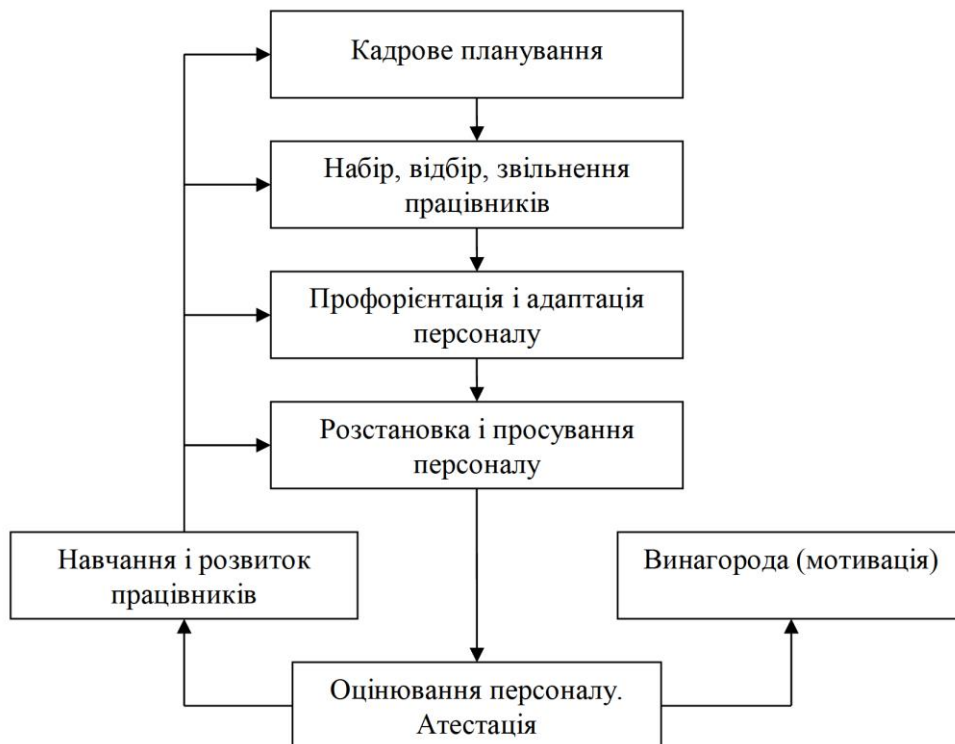 Кадрове планування
Набір, відбір, звільнення
працівників
Профорієнтація і адаптація
персоналу
Розстановка і просування
персоналу
Навчання і розвиток
працівників
Винагорода (мотивація)
Оцінювання персоналу.
Атестація